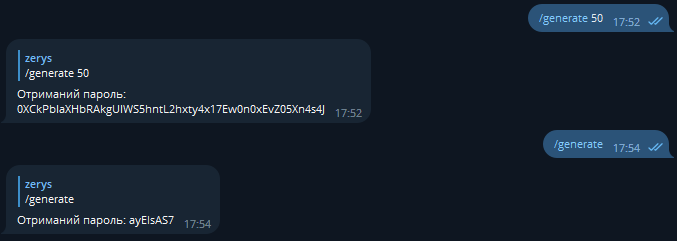 /generate 50 17:52
zerys
/generate 50
Отриманий пароль:
0XCkPblaXHbRAkgUIWS5hntL2hxty4x17Ew0n0xEvZ05Xn4s4J 17:52
/generate 17:54
zerys
/generate
Отриманий пароль: ayEIsAS7 17:54